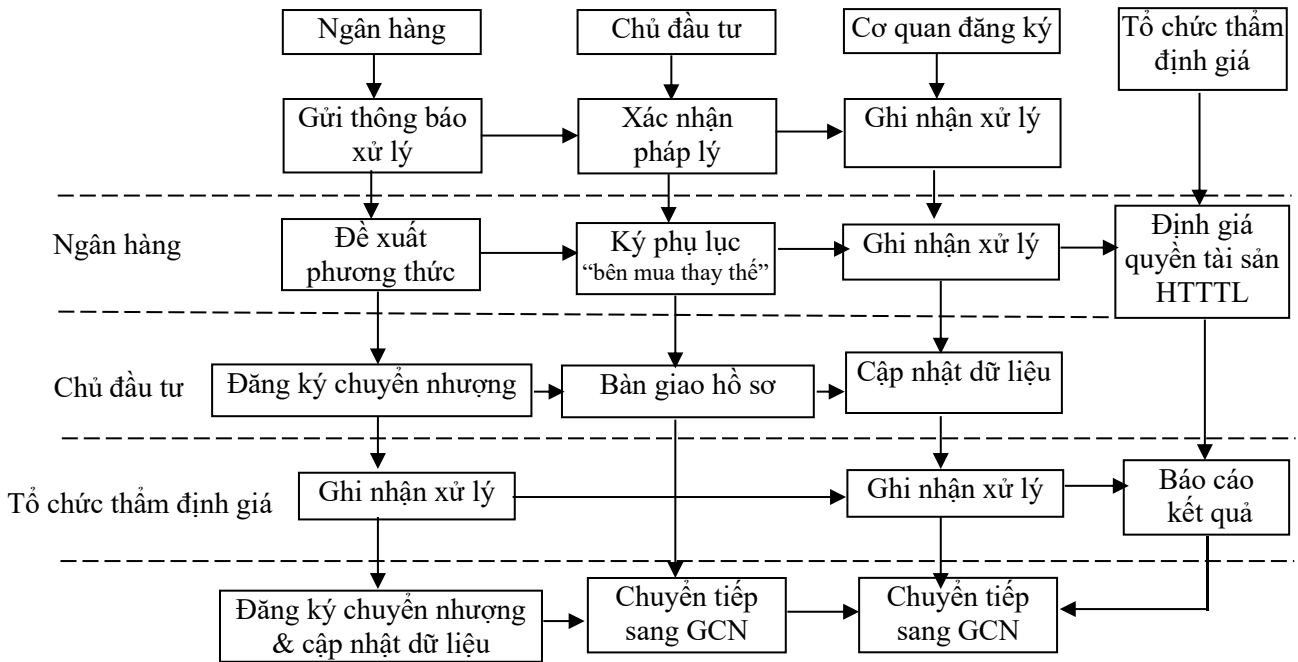 Ngân hàng
Chủ đầu tư
Cơ quan đăng ký
Tổ chức thẩm
định giá
Gửi thông báo
xử lý
Xác nhận
pháp lý
Ghi nhận xử lý
Ngân hàng
Đề xuất
phương thức
Ký phụ lục
“bên mua thay thế”
Ghi nhận xử lý
Định giá
quyền tài sản
HTTTL
Chủ đầu tư
Đăng ký chuyển nhượng
Bàn giao hồ sơ
Cập nhật dữ liệu
Tổ chức thẩm định giá
Ghi nhận xử lý
Ghi nhận xử lý
Báo cáo
kết quả
Đăng ký chuyển nhượng
& cập nhật dữ liệu
Chuyển tiếp
sang GCN
Chuyển tiếp
sang GCN